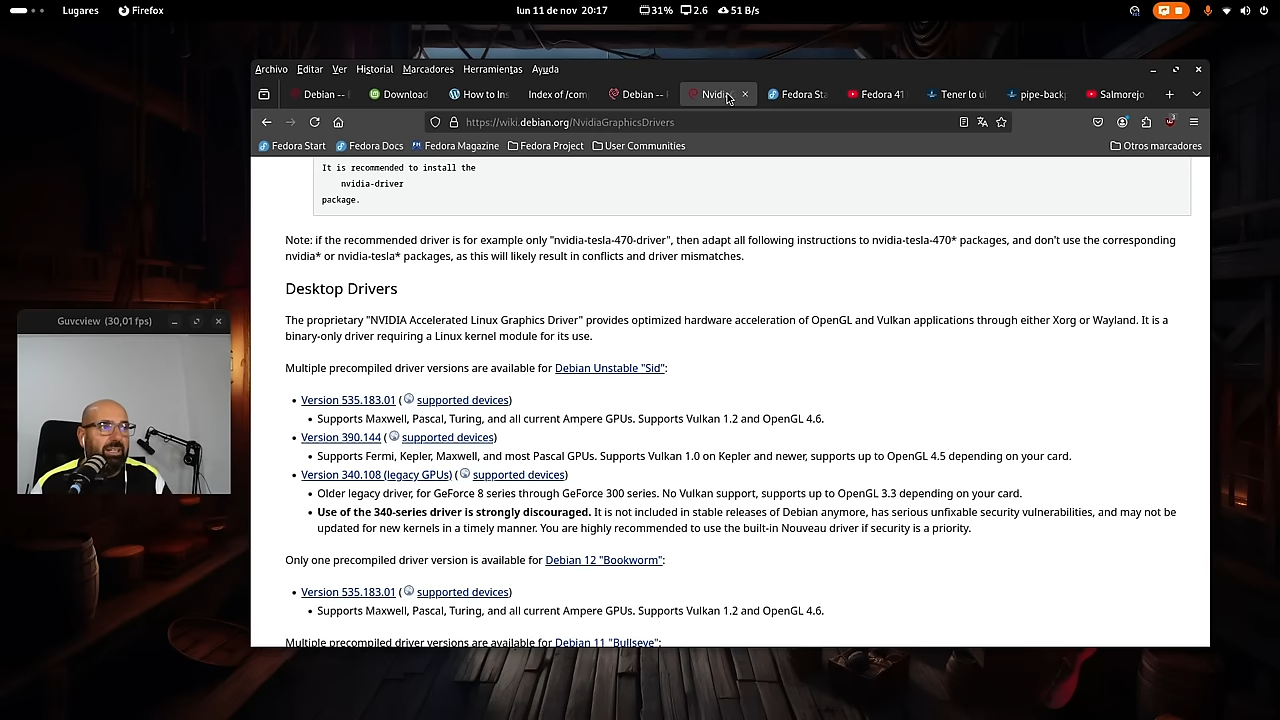 Lugares
Firefox
lun 11 de nov 20:17
31%
2.6
51 B/s
Archivo Editar Ver Historial Marcadores Herramientas Ayuda
Debian --
Download
How to Ins
Index of /com
Debian --
Nvidia
Fedora Sta
Fedora 41
Tener lo ú
pipe-back
Salmorejo
https://wiki.debian.org/NvidiaGraphicsDrivers
3
Fedora Start
Fedora Docs
Fedora Magazine
Fedora Project
User Communities
Otros marcadores
It is recommended to install the
nvidia-driver
package.
Note: if the recommended driver is for example only "nvidia-tesla-470-driver", then adapt all following instructions to nvidia-tesla-470* packages, and don't use the corresponding
nvidia* or nvidia-tesla* packages, as this will likely result in conflicts and driver mismatches.
Desktop Drivers
The proprietary "NVIDIA Accelerated Linux Graphics Driver" provides optimized hardware acceleration of OpenGL and Vulkan applications through either Xorg or Wayland. It is a
binary-only driver requiring a Linux kernel module for its use.
Multiple precompiled driver versions are available for Debian Unstable "Sid":
• Version 535.183.01 ( supported devices)
• Supports Maxwell, Pascal, Turing, and all current Ampere GPUs. Supports Vulkan 1.2 and OpenGL 4.6.
• Version 390.144 ( supported devices)
• Supports Fermi, Kepler, Maxwell, and most Pascal GPUs. Supports Vulkan 1.0 on Kepler and newer, supports up to OpenGL 4.5 depending on your card.
• Version 340.108 (legacy GPUs) ( supported devices)
• Older legacy driver, for GeForce 8 series through GeForce 300 series. No Vulkan support, supports up to OpenGL 3.3 depending on your card.
• Use of the 340-series driver is strongly discouraged. It is not included in stable releases of Debian anymore, has serious unfixable security vulnerabilities, and may not be
updated for new kernels in a timely manner. You are highly recommended to use the built-in Nouveau driver if security is a priority.
Only one precompiled driver version is available for Debian 12 "Bookworm":
• Version 535.183.01 ( supported devices)
• Supports Maxwell, Pascal, Turing, and all current Ampere GPUs. Supports Vulkan 1.2 and OpenGL 4.6.
Multiple precompiled driver versions are available for Debian 11 "Bullseye":
Guvcview (30,01 fps)